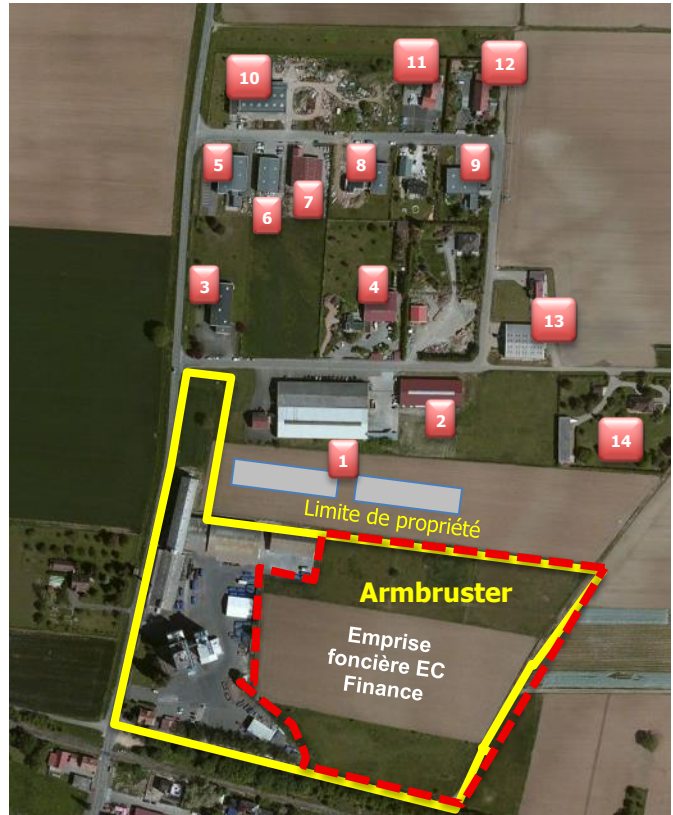 11
12
10
5
8
9
7
6
3
4
13
2
14
1
Limite de propriété
Armbruster
Emprise
foncière EC
Finance